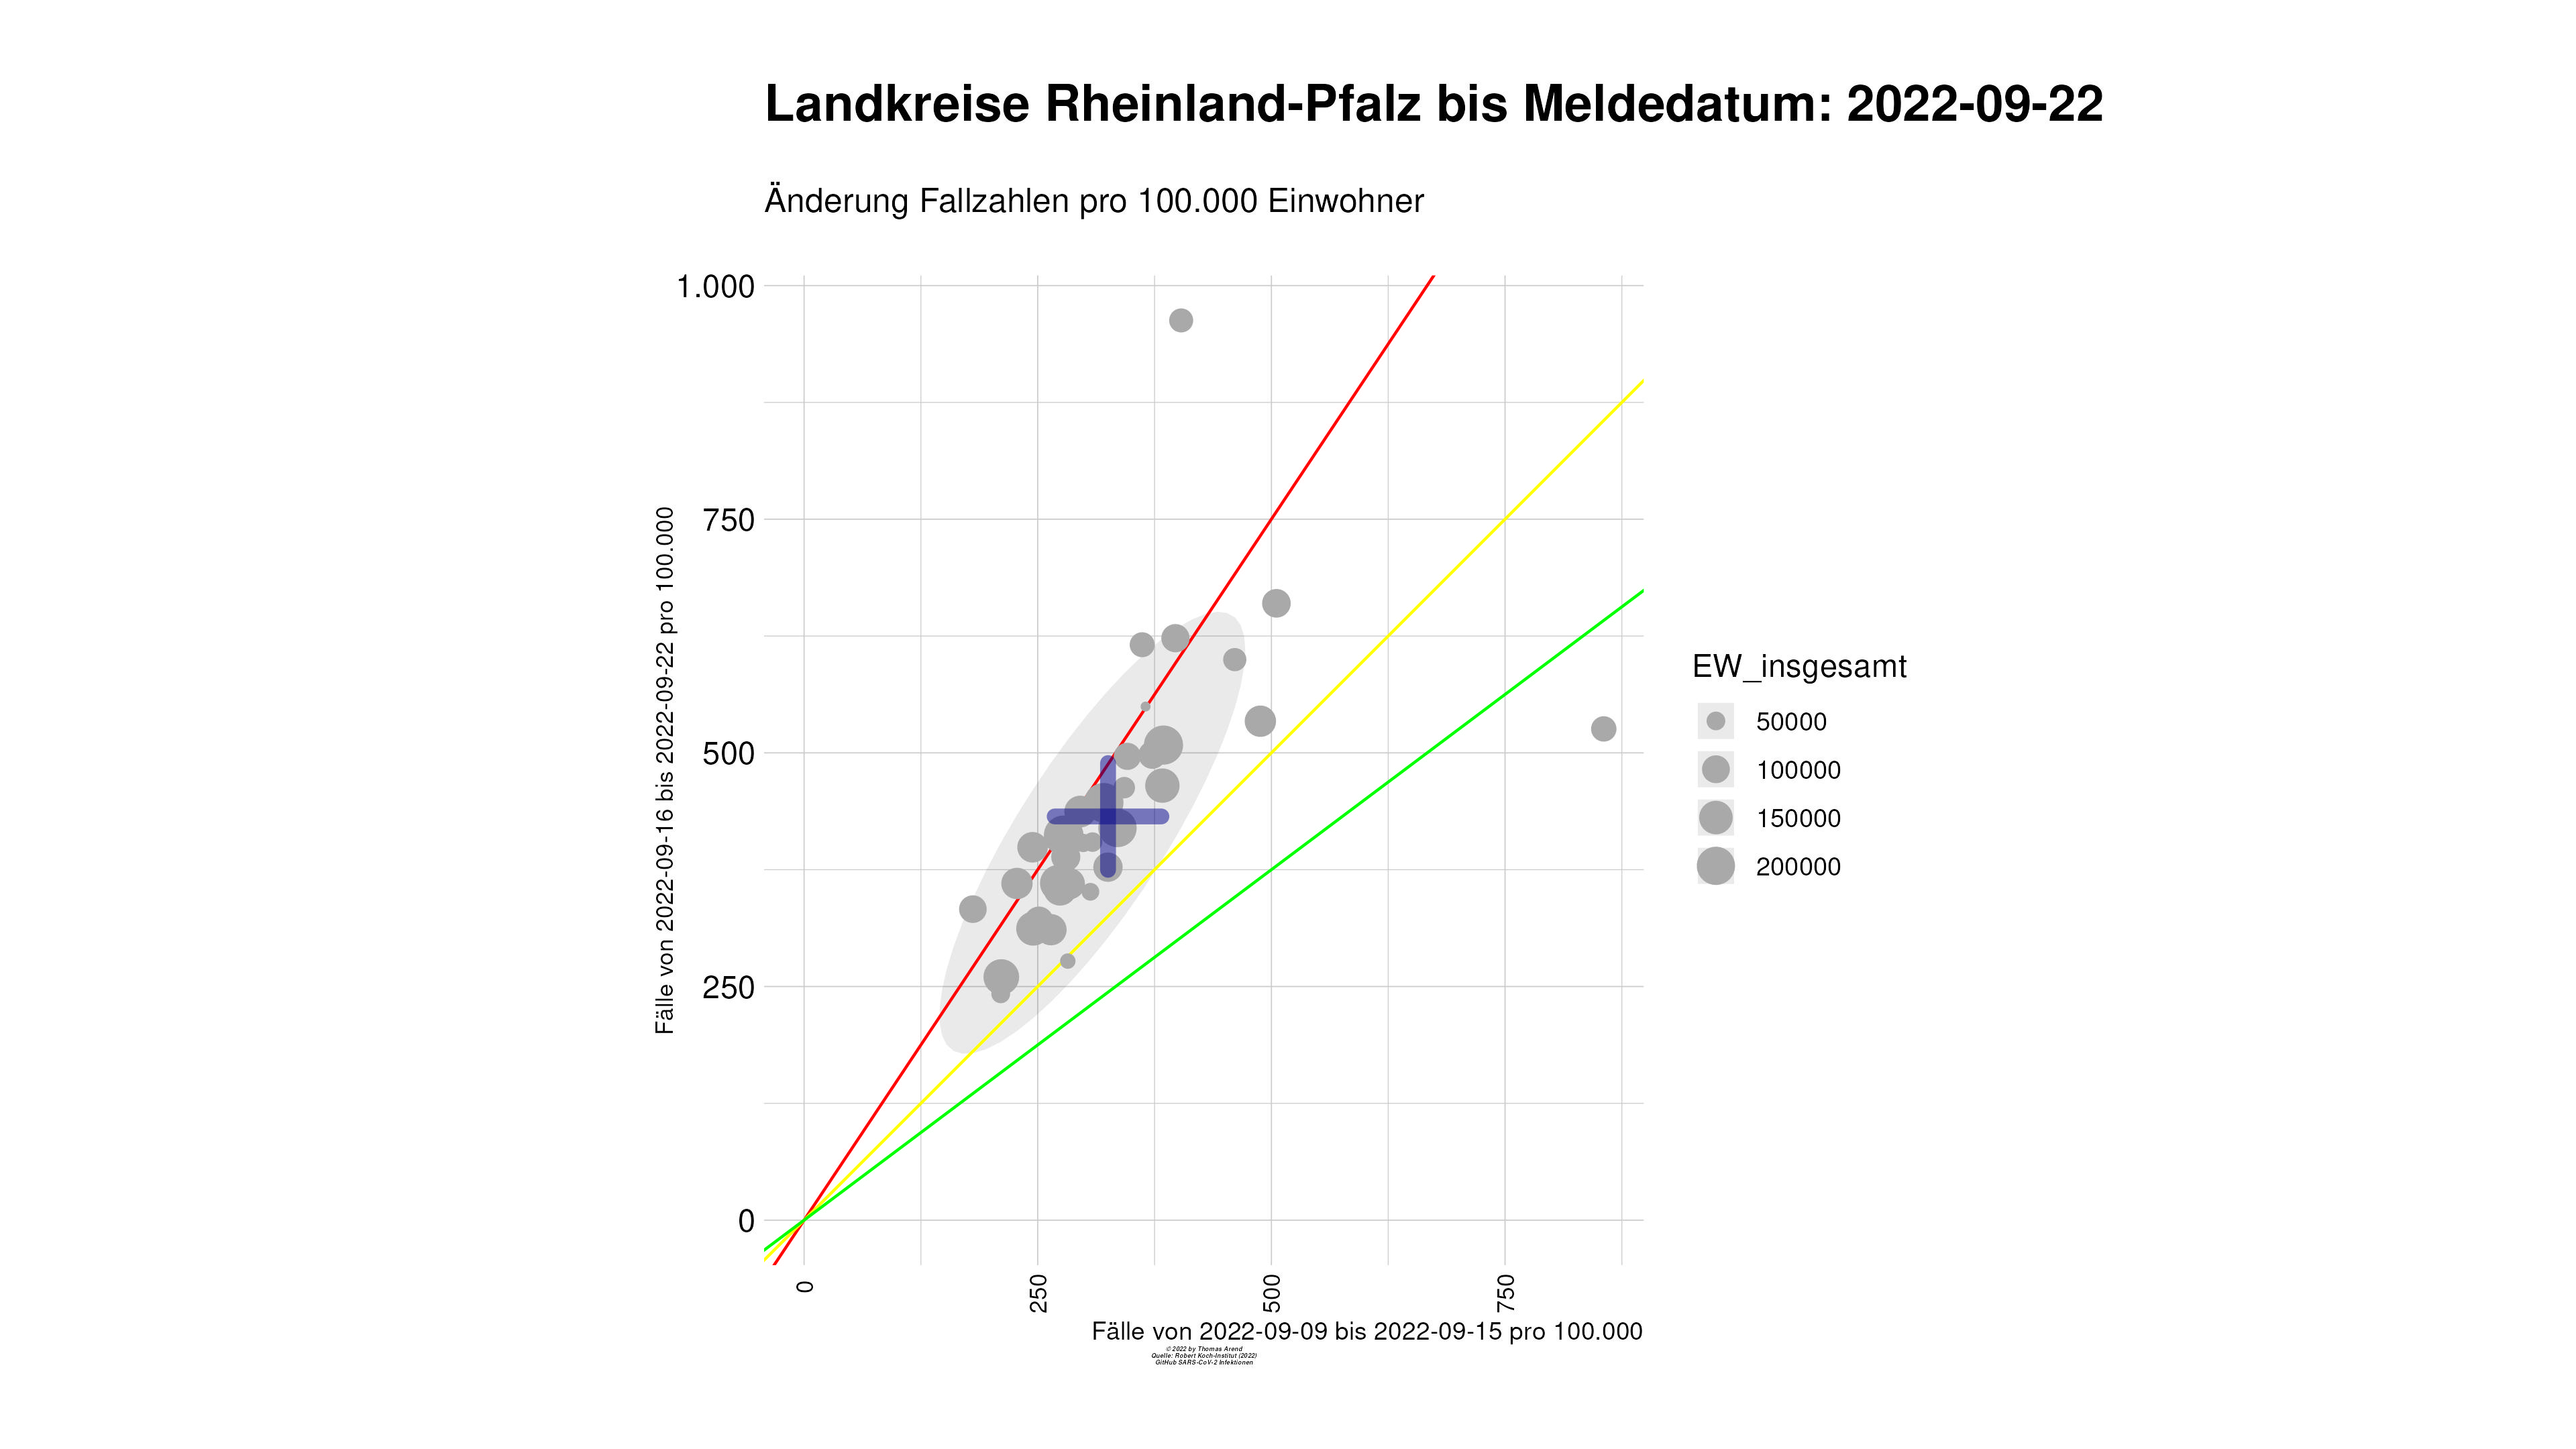 Landkreise Rheinland-Pfalz bis Meldedatum: 2022-09-22
Änderung Fallzahlen pro 100.000 Einwohner
Fälle von 2022-09-16 bis 2022-09-22 pro 100.000
1.000
750
500
250
0
0
250
500
750
Fälle von 2022-09-09 bis 2022-09-15 pro 100.000
© 2022 by Thomas Arend
Quelle: Robert Koch-Institut (2022)
GitHub SARS-CoV-2 Infektionen
EW_insgesamt
50000
100000
150000
200000